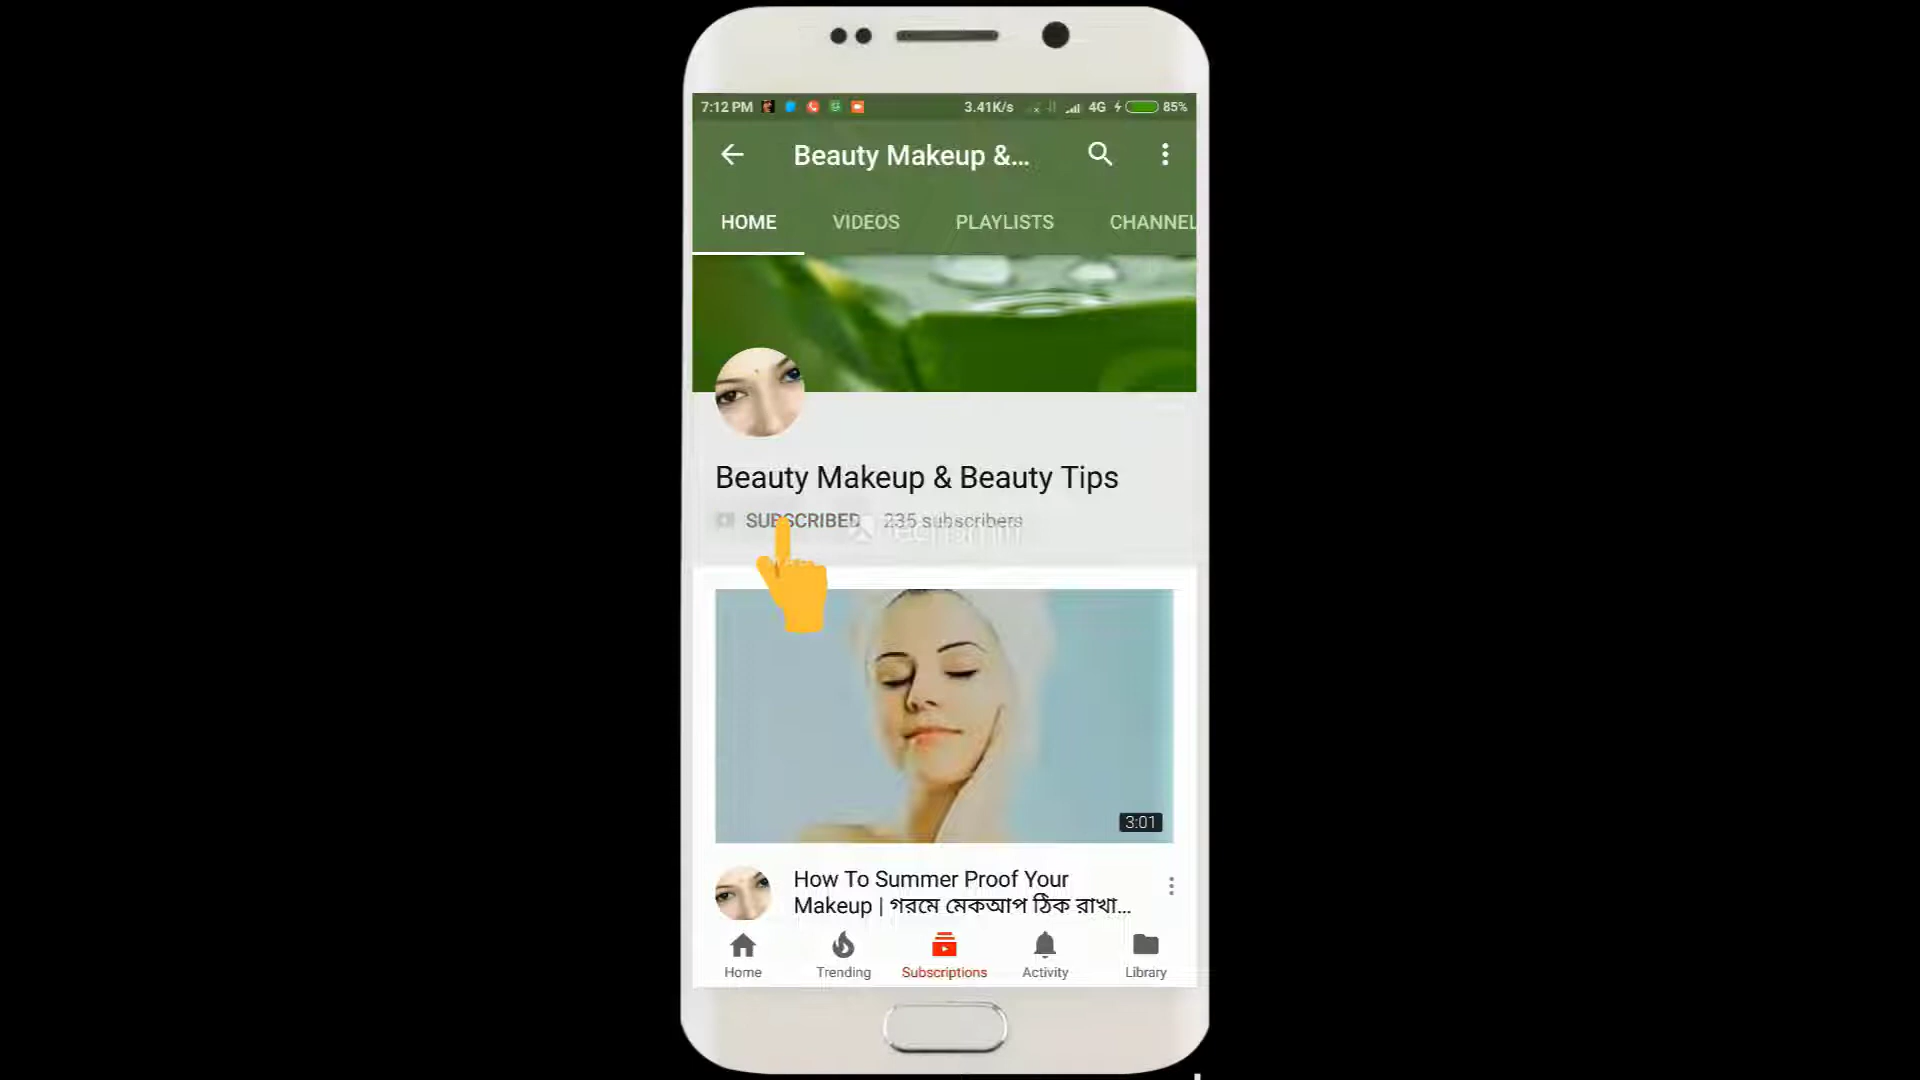 7:12 PM 3.41K/s 4G 85%
Beauty Makeup &...
HOME VIDEOS PLAYLISTS CHANNEL
Beauty Makeup & Beauty Tips
SUBSCRIBED 235 subscribers
3:01
How To Summer Proof Your
Makeup | গরমে মেকআপ ঠিক রাখা...
Home Trending Subscriptions Activity Library